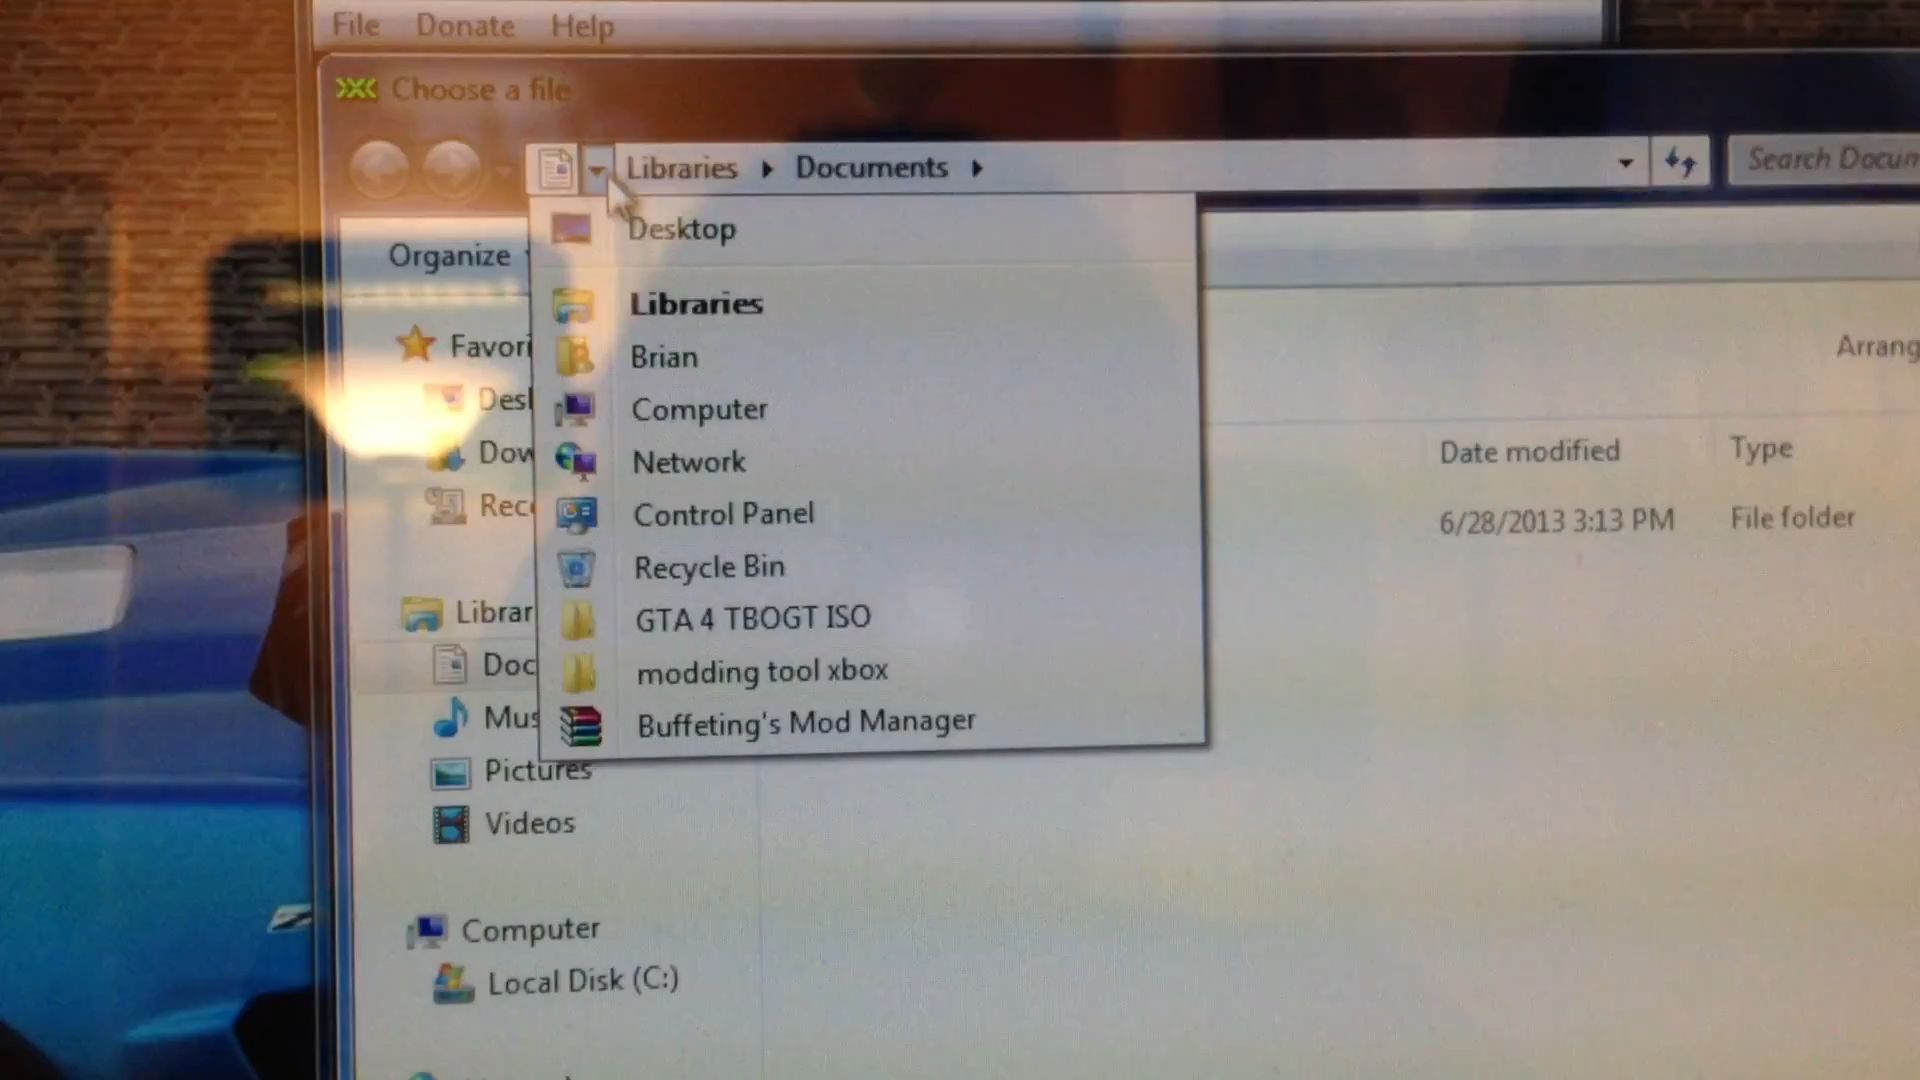 File Donate Help
Choose a file
Libraries Documents
Search Docum
Desktop
Organize
Libraries
Favori
Arrang
Brian
Desl
Computer
Date modified Type
Dow
Network
Rece
Control Panel
6/28/2013 3:13 PM File folder
Recycle Bin
Librar
GTA 4 TBOGT ISO
Doc
modding tool xbox
Mus
Buffeting's Mod Manager
Pictures
Videos
Computer
Local Disk (C:)